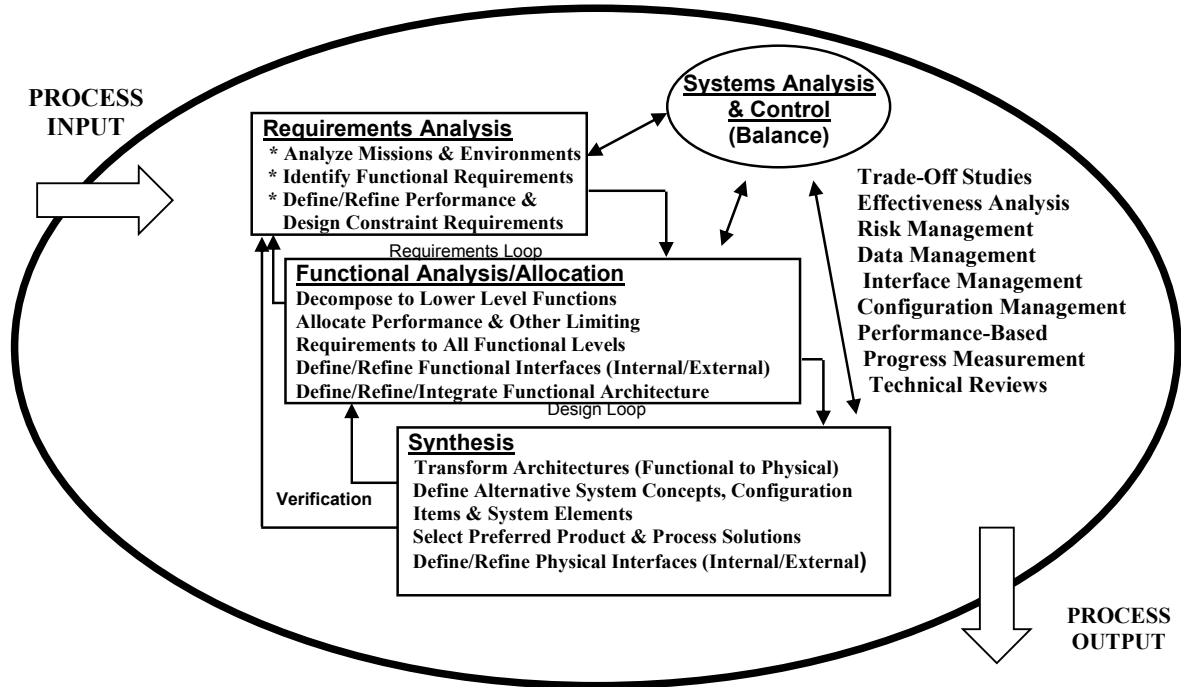 PROCESS
INPUT
Requirements Analysis
* Analyze Missions & Environments
* Identify Functional Requirements
* Define/Refine Performance &
Design Constraint Requirements
Systems Analysis
& Control
(Balance)
Trade-Off Studies
Effectiveness Analysis
Risk Management
Data Management
Interface Management
Configuration Management
Performance-Based
Progress Measurement
Technical Reviews
Requirements Loop
Functional Analysis/Allocation
Decompose to Lower Level Functions
Allocate Performance & Other Limiting
Requirements to All Functional Levels
Define/Refine Functional Interfaces (Internal/External)
Define/Refine/Integrate Functional Architecture
Design Loop
Synthesis
Transform Architectures (Functional to Physical)
Define Alternative System Concepts, Configuration
Items & System Elements
Select Preferred Product & Process Solutions
Define/Refine Physical Interfaces (Internal/External)
Verification
PROCESS
OUTPUT